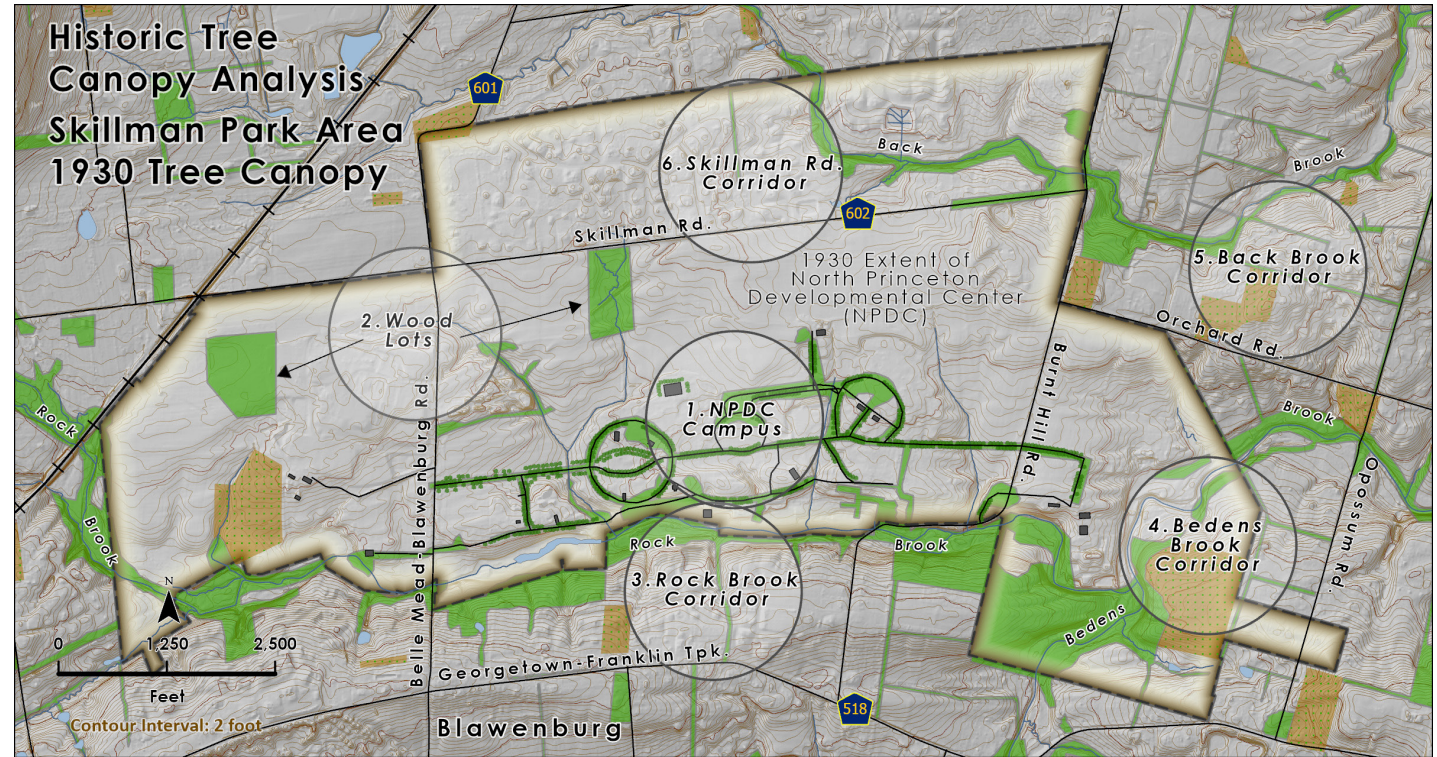 Historic Tree
Canopy Analysis
Skillman Park Area
1930 Tree Canopy
601
6.Skillman Rd.
Corridor
Back
Brook
602
Skillman Rd.
1930 Extent of
North Princeton
Developmental Center
(NPDC)
5.Back Brook
Corridor
2.Wood
Lots
Orchard Rd.
Burnt Hill Rd.
Rock
Brook
Belle Mead-Blawenburg Rd.
1.NPDC
Campus
Brook
Opossum Rd.
4.Bedens
Brook
Corridor
Rock
Brook
3.Rock Brook
Corridor
Bedens
N
0
1,250
2,500
Feet
Georgetown-Franklin Tpk.
518
Contour Interval: 2 foot
Blawenburg